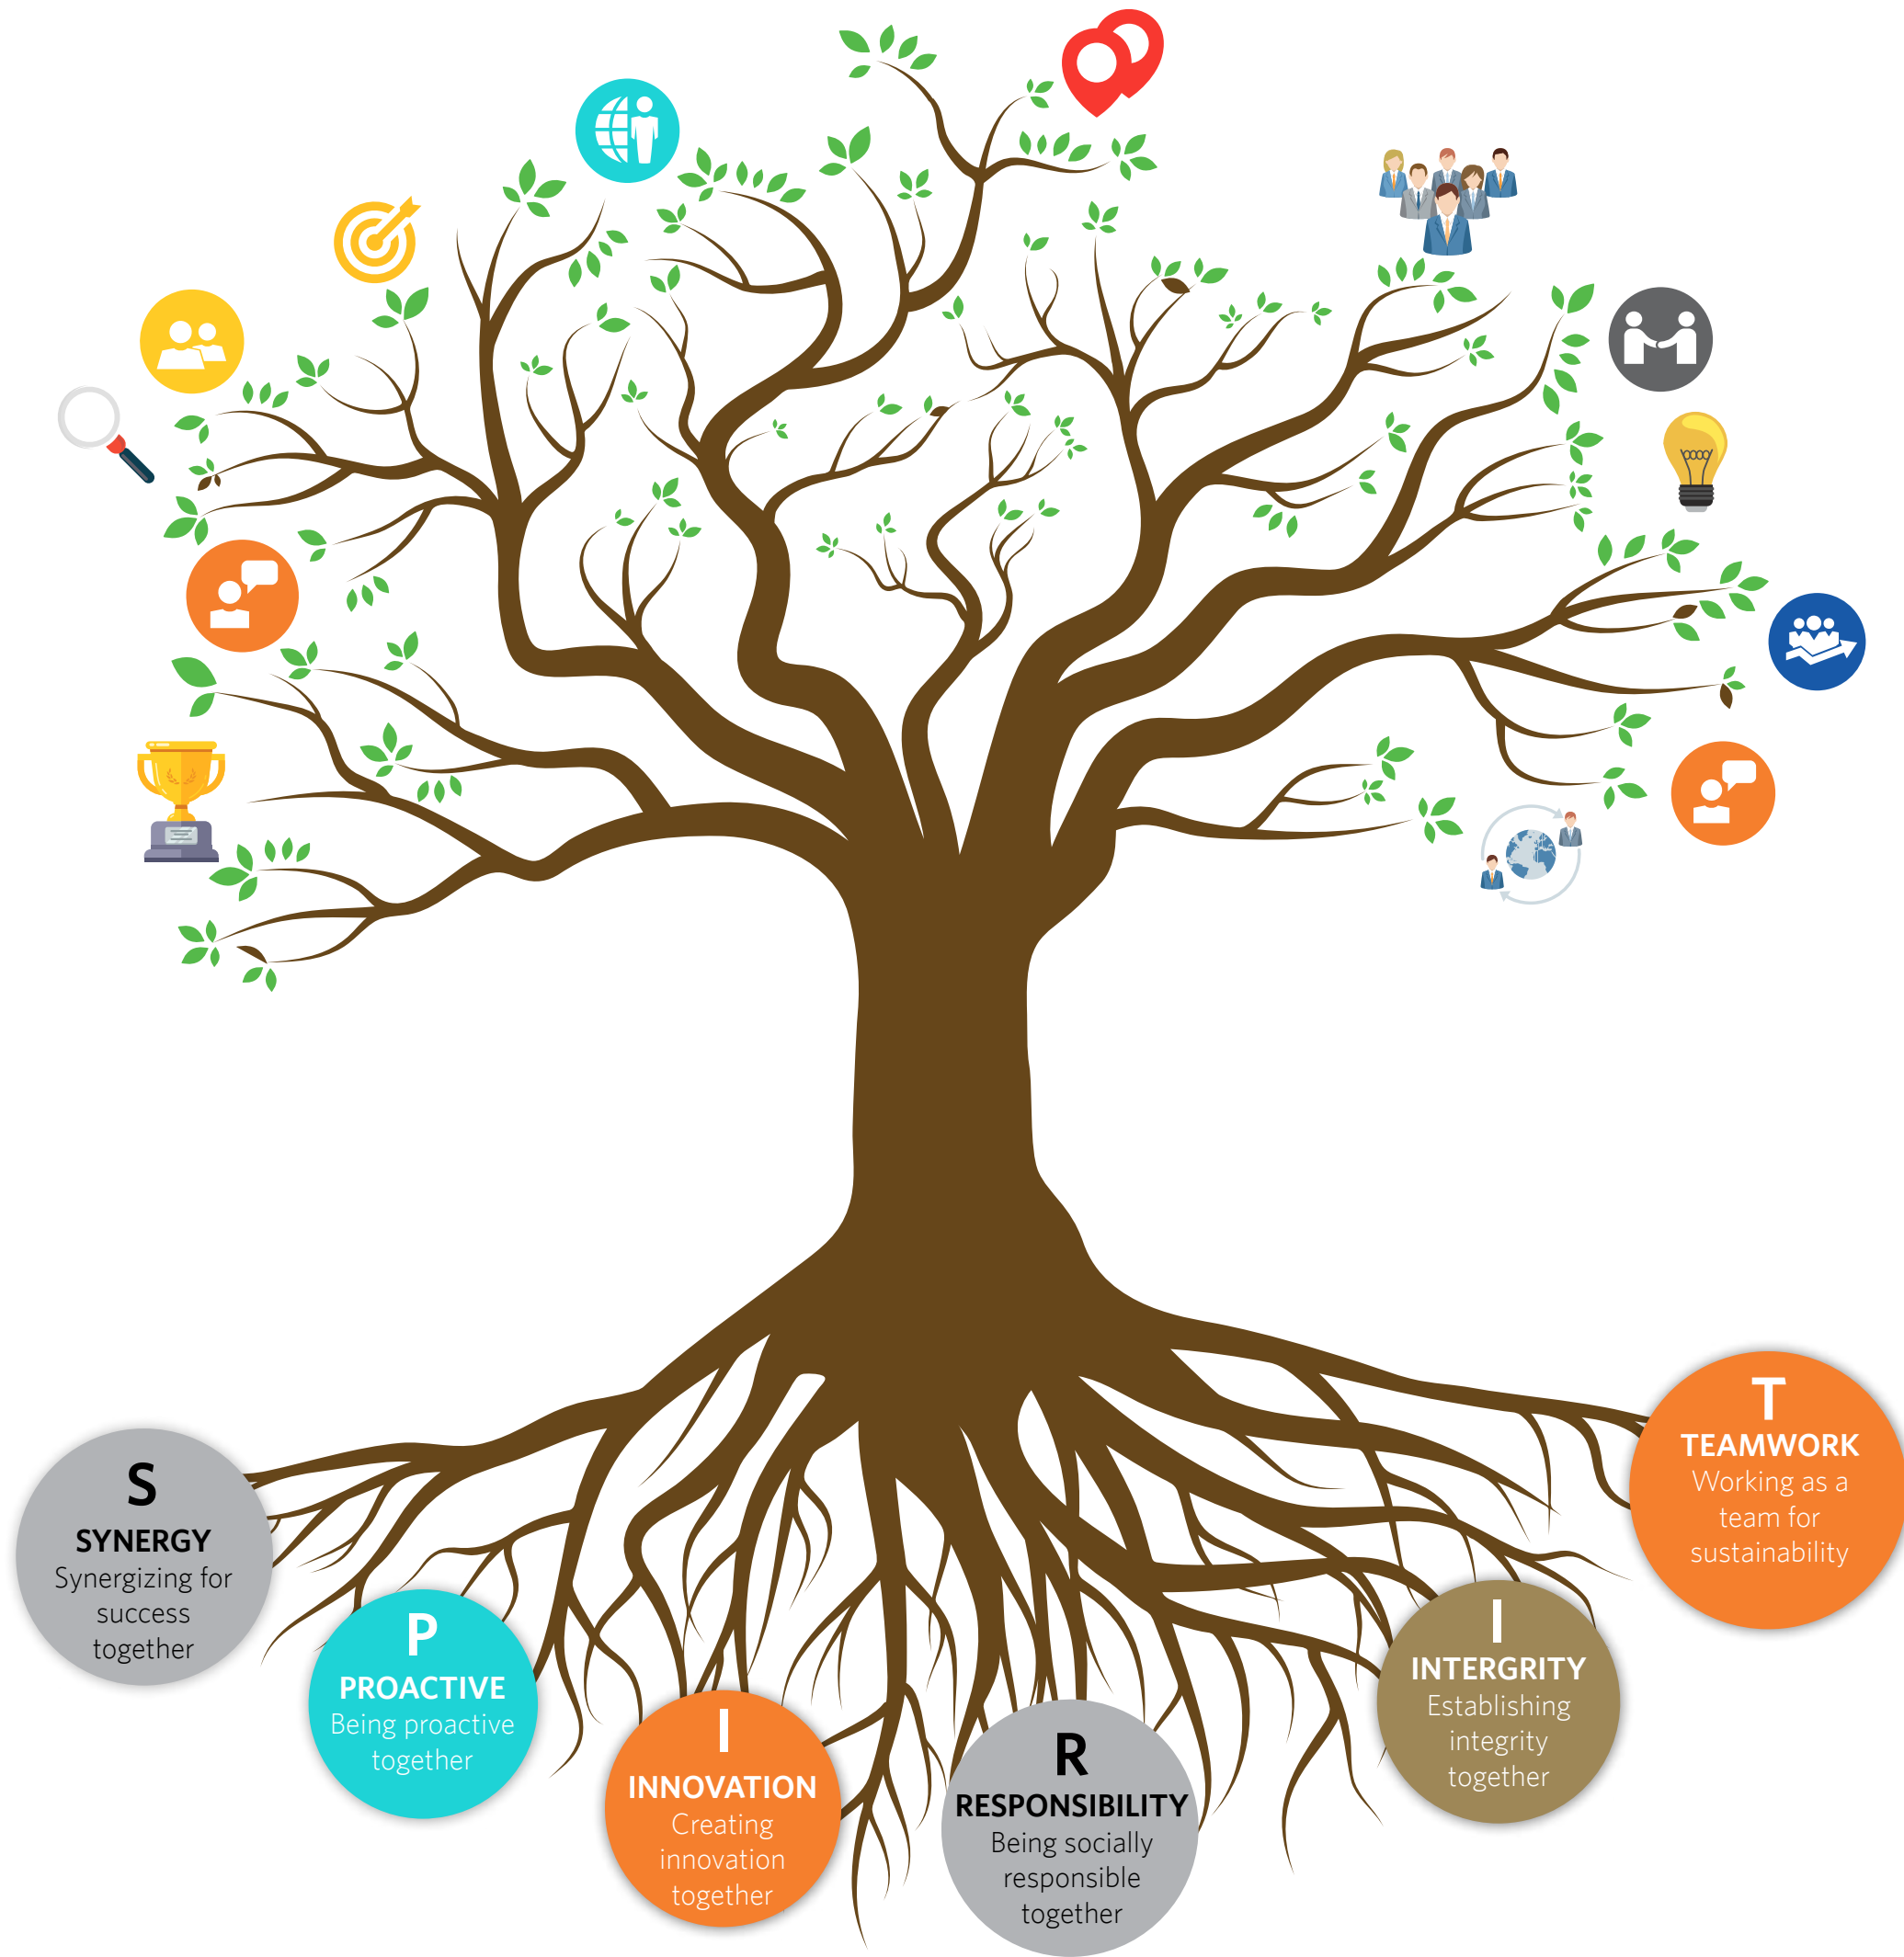 S
SYNERGY
Synergizing for
success
together
P
PROACTIVE
Being proactive
together
I
INNOVATION
Creating
innovation
together
R
RESPONSIBILITY
Being socially
responsible
together
I
INTERGRITY
Establishing
integrity
together
T
TEAMWORK
Working as a
team for
sustainability